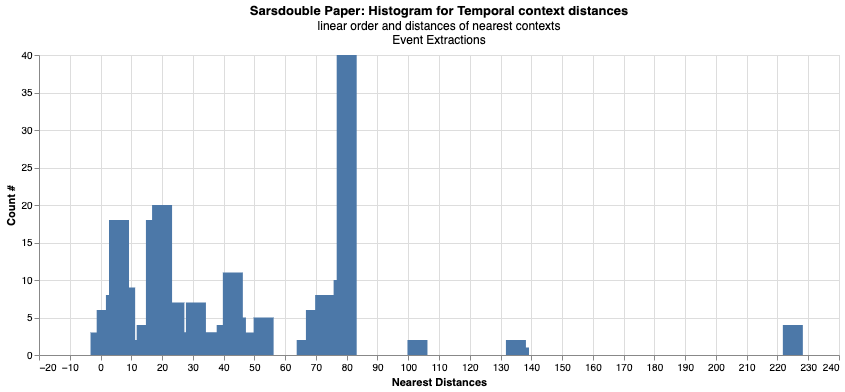 Sarsdouble Paper: Histogram for Temporal context distances
linear order and distances of nearest contexts
Event Extractions
Count #
40
35
30
25
20
15
10
5
0
−20 −10 0 10 20 30 40 50 60 70 80 90 100 110 120 130 140 150 160 170 180 190 200 210 220 230 240
Nearest Distances